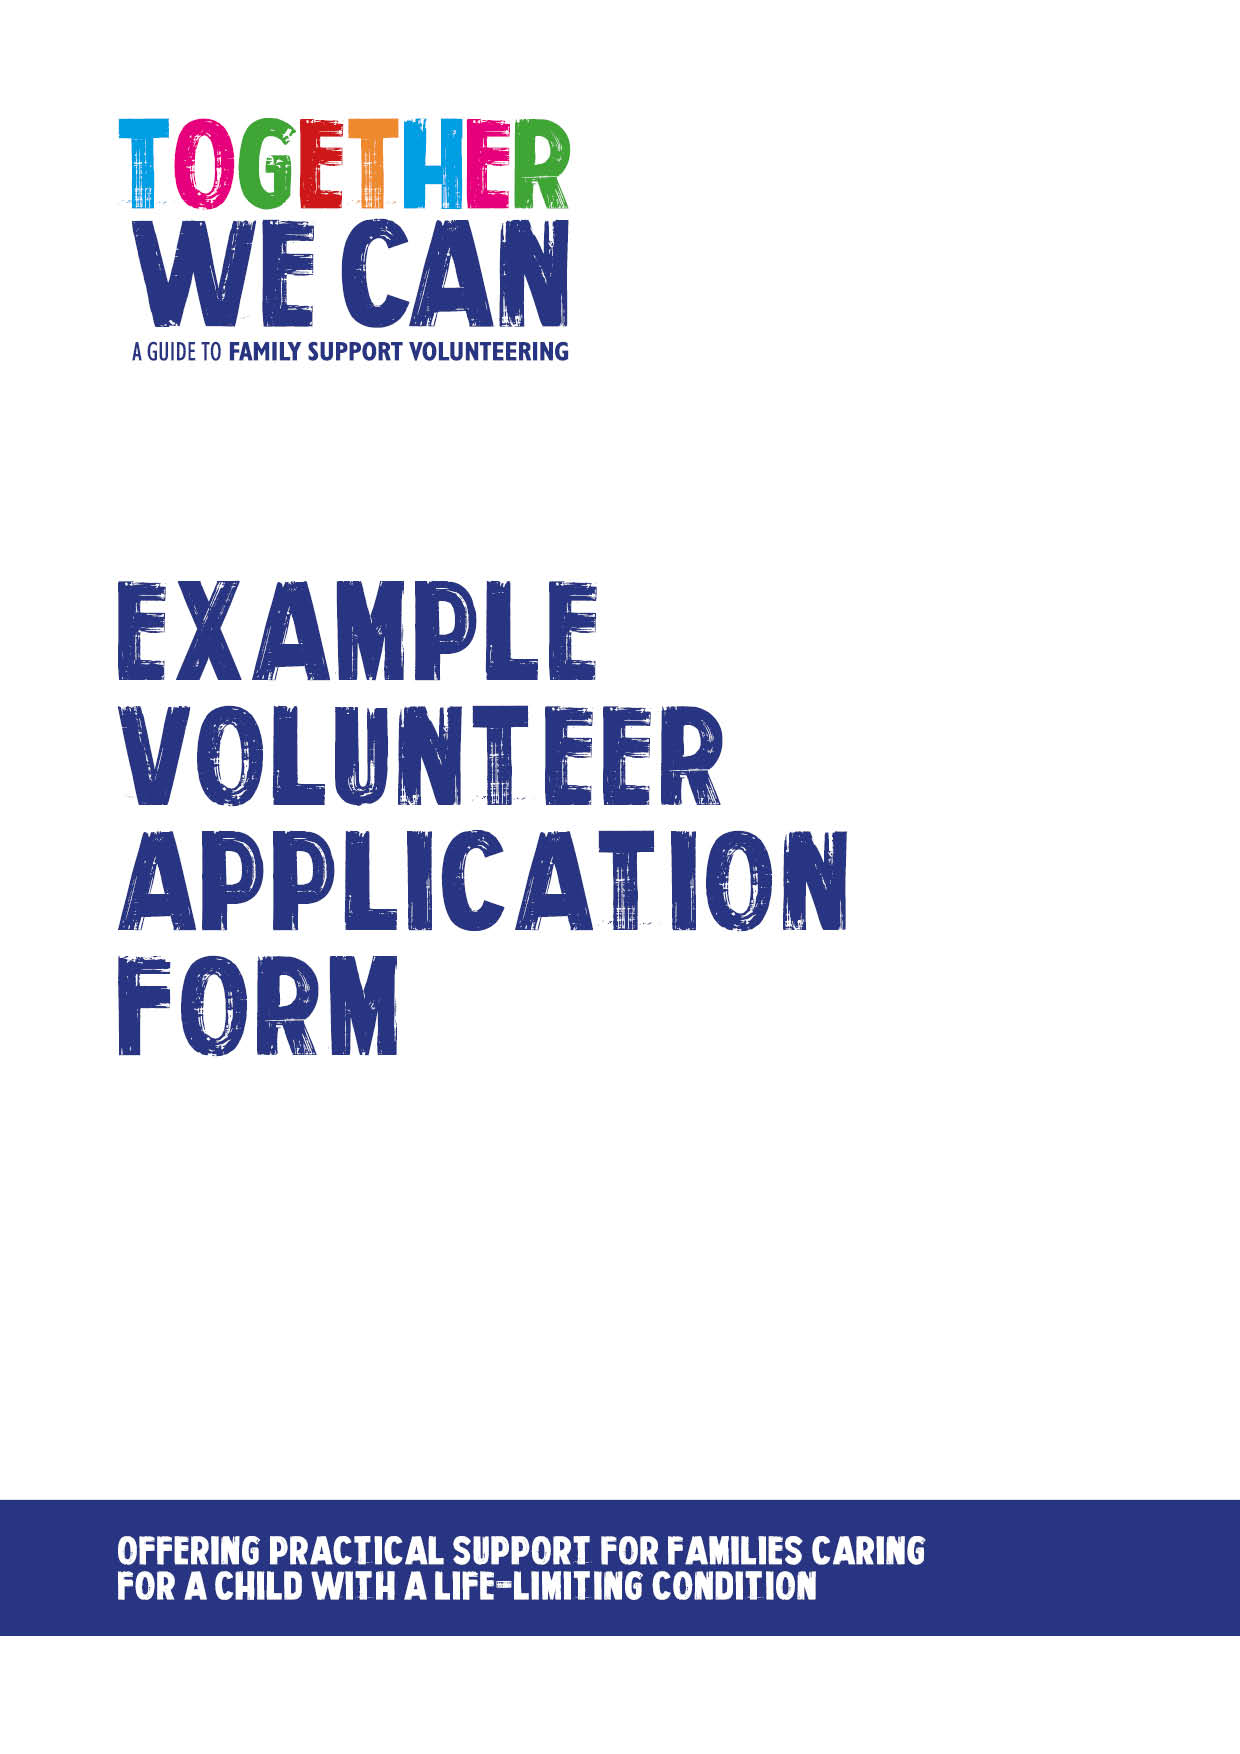 TOGETHER
WE CAN
A GUIDE TO FAMILY SUPPORT VOLUNTEERING
EXAMPLE
VOLUNTEER
APPLICATION
FORM
OFFERING PRACTICAL SUPPORT FOR FAMILIES CARING
FOR A CHILD WITH A LIFE-LIMITING CONDITION